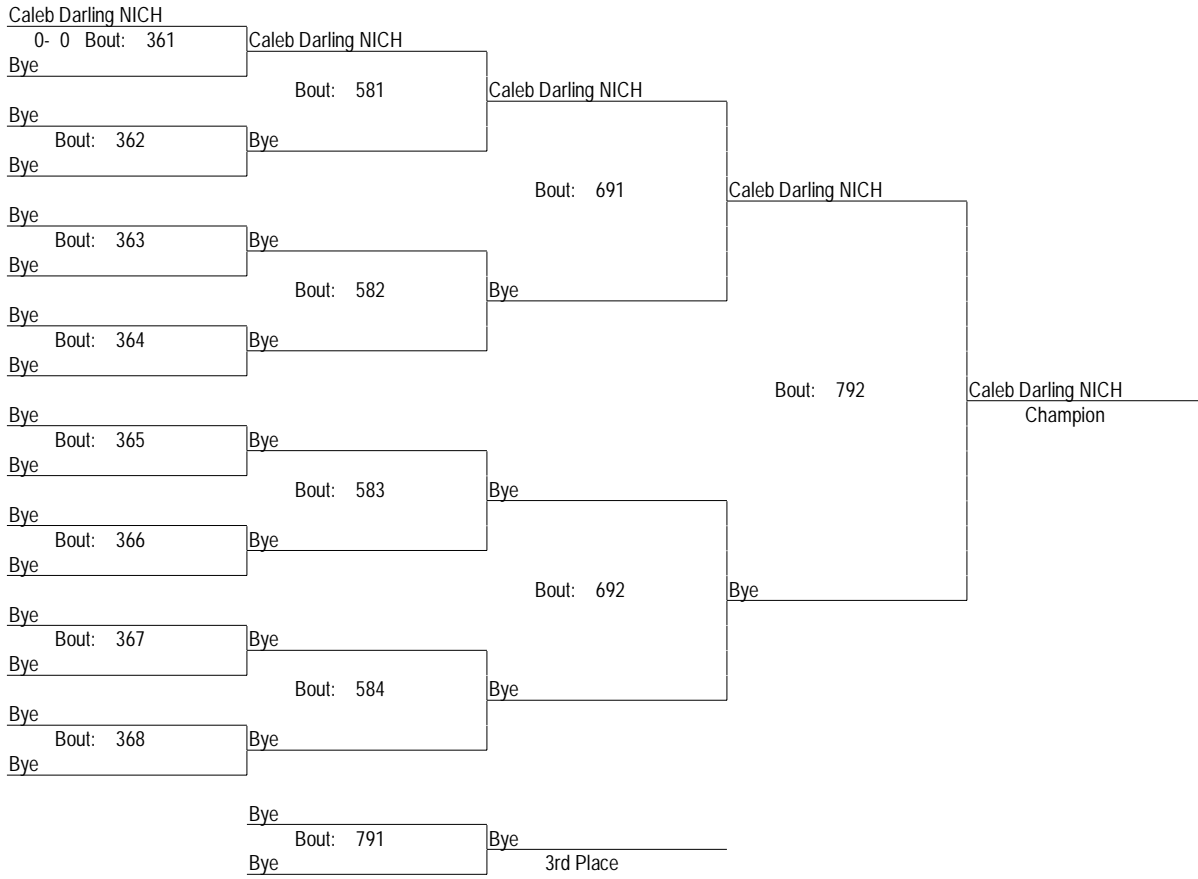 Caleb Darling NICH
0- 0 Bout: 361
Caleb Darling NICH
Bye
Bout: 581
Caleb Darling NICH
Bye
Bout: 362
Bye
Bye
Bout: 691
Caleb Darling NICH
Bye
Bout: 363
Bye
Bye
Bout: 582
Bye
Bye
Bout: 364
Bye
Bye
Bout: 792
Caleb Darling NICH
Champion
Bye
Bout: 365
Bye
Bye
Bout: 583
Bye
Bye
Bout: 366
Bye
Bye
Bout: 692
Bye
Bye
Bout: 367
Bye
Bye
Bout: 584
Bye
Bye
Bout: 368
Bye
Bye
Bye
Bout: 791
Bye
Bye
3rd Place